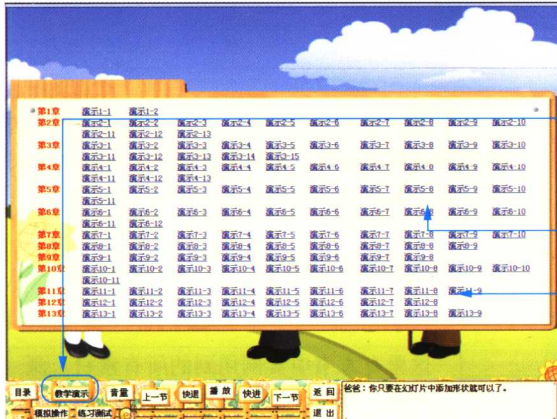 第1章 演示1-1 演示1-2
第2章 演示2-1 演示2-2 演示2-3 演示2-4 演示2-5 演示2-6 演示2-7 演示2-8 演示2-9 演示2-10
演示2-11 演示2-12 演示2-13
第3章 演示3-1 演示3-2 演示3-3 演示3-4 演示3-5 演示3-6 演示3-7 演示3-8 演示3-9 演示3-10
演示3-11 演示3-12 演示3-13 演示3-14 演示3-15
第4章 演示4-1 演示4-2 演示4-3 演示4-4 演示4-5 演示4-6 演示4-7 演示4-8 演示4-9 演示4-10
演示4-11 演示4-12 演示4-13
第5章 演示5-1 演示5-2 演示5-3 演示5-4 演示5-5 演示5-6 演示5-7 演示5-8 演示5-9 演示5-10
演示5-11
第6章 演示6-1 演示6-2 演示6-3 演示6-4 演示6-5 演示6-6 演示6-7 演示6-8 演示6-9 演示6-10
演示6-11 演示6-12
第7章 演示7-1 演示7-2 演示7-3 演示7-4 演示7-5 演示7-6 演示7-7 演示7-8 演示7-9 演示7-10
第8章 演示8-1 演示8-2 演示8-3 演示8-4 演示8-5 演示8-6 演示8-7 演示8-8 演示8-9
第9章 演示9-1 演示9-2 演示9-3 演示9-4 演示9-5 演示9-6 演示9-7 演示9-8
第10章 演示10-1 演示10-2 演示10-3 演示10-4 演示10-5 演示10-6 演示10-7 演示10-8 演示10-9 演示10-10
演示10-11
第11章 演示11-1 演示11-2 演示11-3 演示11-4 演示11-5 演示11-6 演示11-7 演示11-8 演示11-9
第12章 演示12-1 演示12-2 演示12-3 演示12-4 演示12-5 演示12-6 演示12-7 演示12-8
第13章 演示13-1 演示13-2 演示13-3 演示13-4 演示13-5 演示13-6 演示13-7 演示13-8 演示13-9
目录 教学演示 音量 上一节 快退 播放 快进 下一节 返回
模拟操作 练习测试 退出
爸爸：你只要在幻灯片中添加形状就可以了。